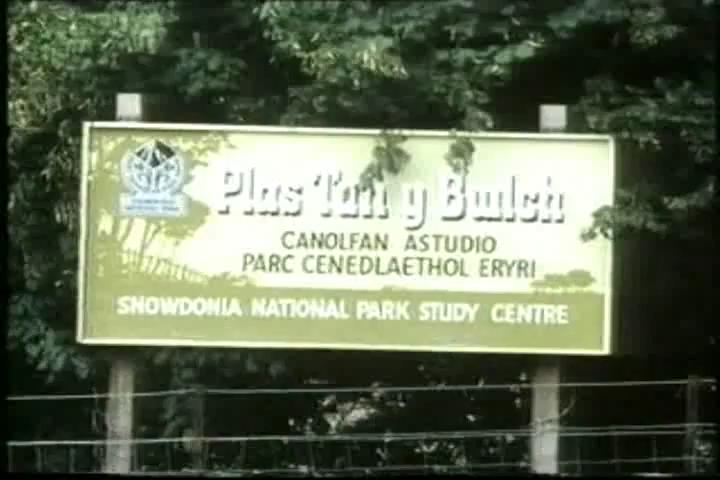 Plas Tan y Bwlch
CANOLFAN ASTUDIO
PARC CENEDLAETHOL ERYRI
SNOWDONIA NATIONAL PARK STUDY CENTRE